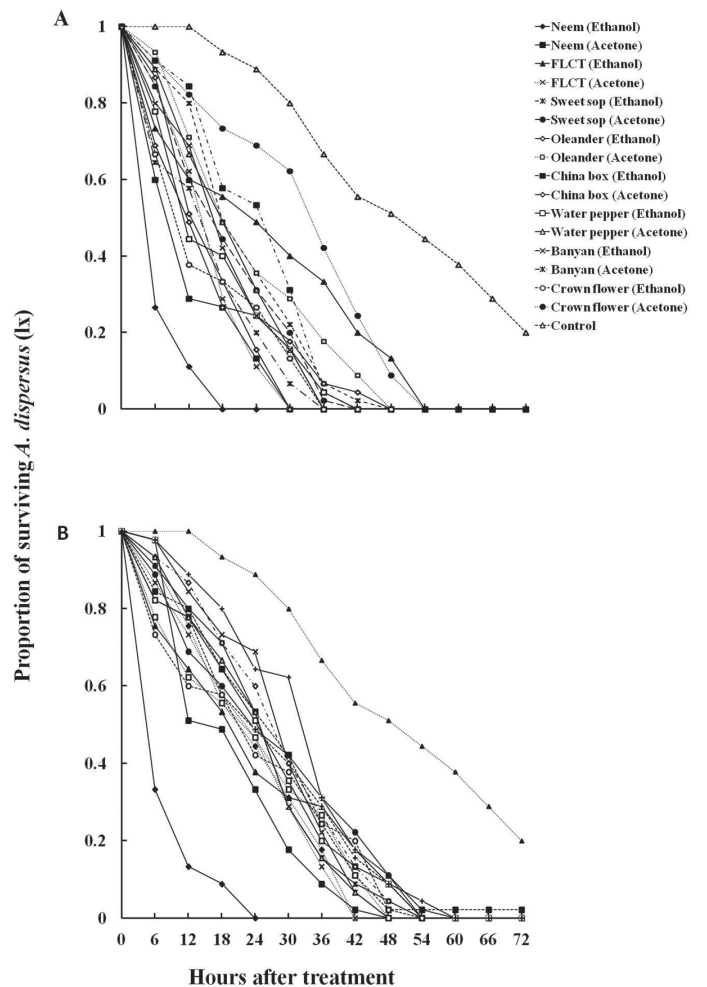 A
1
0.8
0.6
0.4
0.2
0
Neem (Ethanol)
Neem (Acetone)
FLCT (Ethanol)
FLCT (Acetone)
Sweet sop (Ethanol)
Sweet sop (Acetone)
Oleander (Ethanol)
Oleander (Acetone)
China box (Ethanol)
China box (Acetone)
Water pepper (Ethanol)
Water pepper (Acetone)
Banyan (Ethanol)
Banyan (Acetone)
Crown flower (Ethanol)
Crown flower (Acetone)
Control
Proportion of surviving A. dispersus (lx)
B
1
0.8
0.6
0.4
0.2
0
0 6 12 18 24 30 36 42 48 54 60 66 72
Hours after treatment